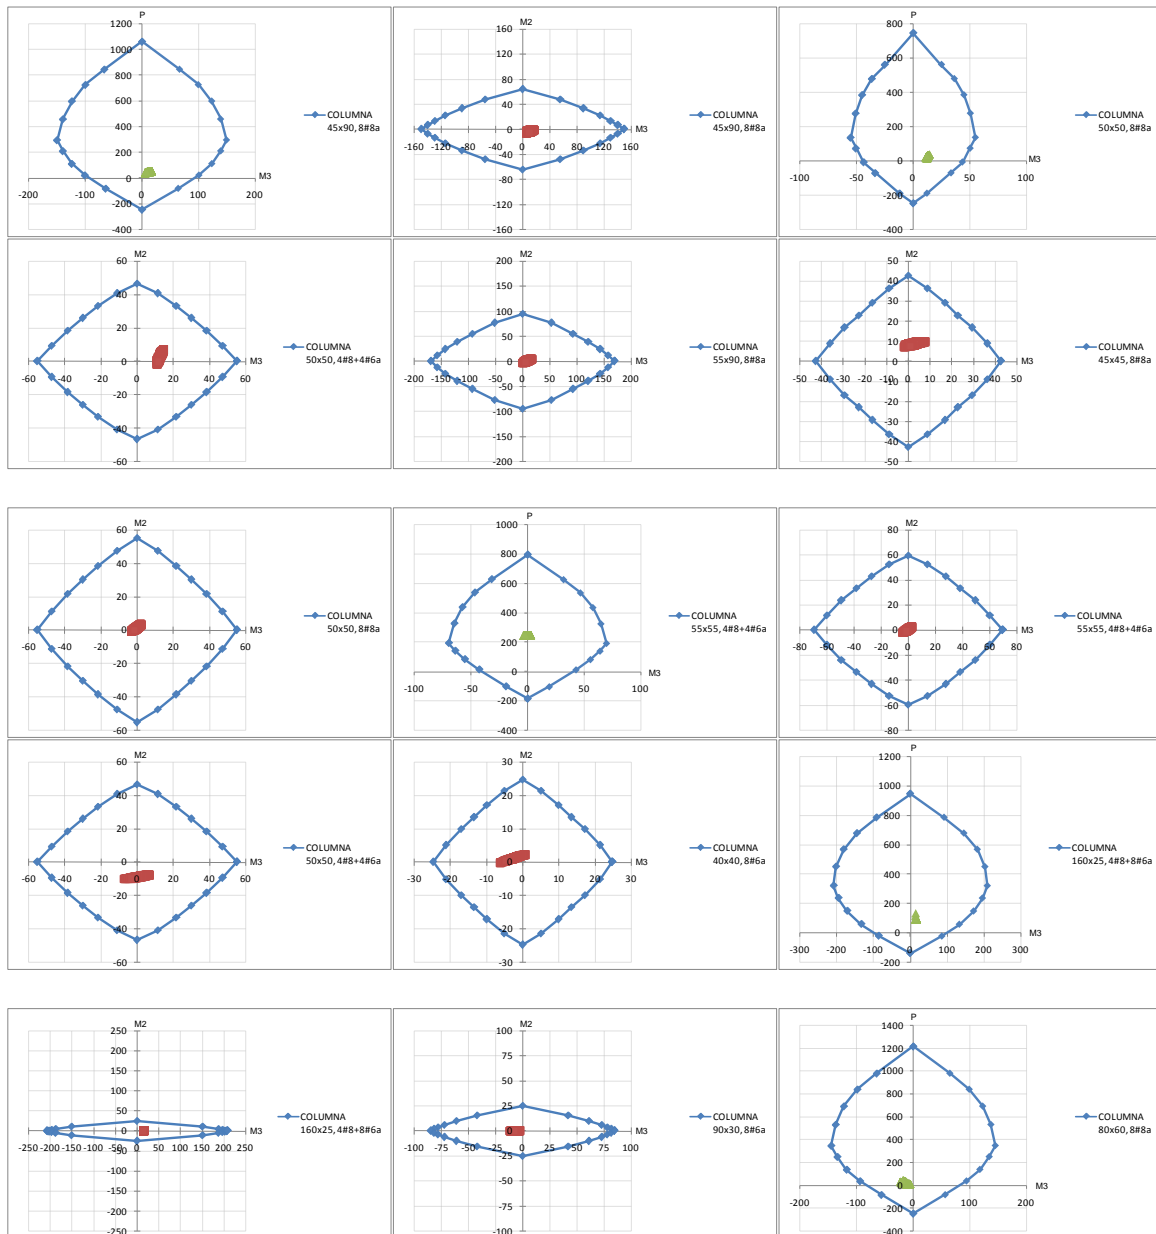 P
1200
1000
800
600
400
200
0
M3
-200 -100 0 100 200
-200
-400
COLUMNA
45x90, 8#8a
M2
160
120
80
40
0
M3
-160 -120 -80 -40 0 40 80 120 160
-40
-80
-120
-160
COLUMNA
45x90, 8#8a
P
800
600
400
200
0
M3
-100 -50 0 50 100
-200
-400
COLUMNA
50x50, 8#8a
M2
60
40
20
0
M3
-60 -40 -20 0 20 40 60
-20
-40
-60
COLUMNA
50x50, 4#8+4#6a
M2
200
150
100
50
0
M3
-200 -150 -100 -50 0 50 100 150 200
-50
-100
-150
-200
COLUMNA
55x90, 8#8a
M2
50
40
30
20
10
0
M3
-50 -40 -30 -20 -10 0 10 20 30 40 50
-10
-20
-30
-40
-50
COLUMNA
45x45, 8#8a
M2
60
40
20
0
M3
-60 -40 -20 0 20 40 60
-20
-40
-60
COLUMNA
50x50, 8#8a
P
1000
800
600
400
200
0
M3
-100 -50 0 50 100
-200
-400
COLUMNA
55x55, 4#8+4#6a
M2
80
60
40
20
0
M3
-80 -60 -40 -20 0 20 40 60 80
-20
-40
-60
-80
COLUMNA
55x55, 4#8+4#6a
M2
60
40
20
0
M3
-60 -40 -20 0 20 40 60
-20
-40
-60
COLUMNA
50x50, 4#8+4#6a
M2
30
20
10
0
M3
-30 -20 -10 0 10 20 30
-10
-20
-30
COLUMNA
40x40, 8#6a
P
1200
1000
800
600
400
200
0
M3
-300 -200 -100 0 100 200 300
-200
COLUMNA
160x25, 4#8+8#6a
M2
250
200
150
100
50
0
M3
-250 -200 -150 -100 -50 0 50 100 150 200 250
-50
-100
-150
-200
-250
COLUMNA
160x25, 4#8+8#6a
M2
100
75
50
25
0
M3
-100 -75 -50 -25 0 25 50 75 100
-25
-50
-75
-100
COLUMNA
90x30, 8#6a
P
1400
1200
1000
800
600
400
200
0
M3
-200 -100 0 100 200
-200
-400
COLUMNA
80x60, 8#8a